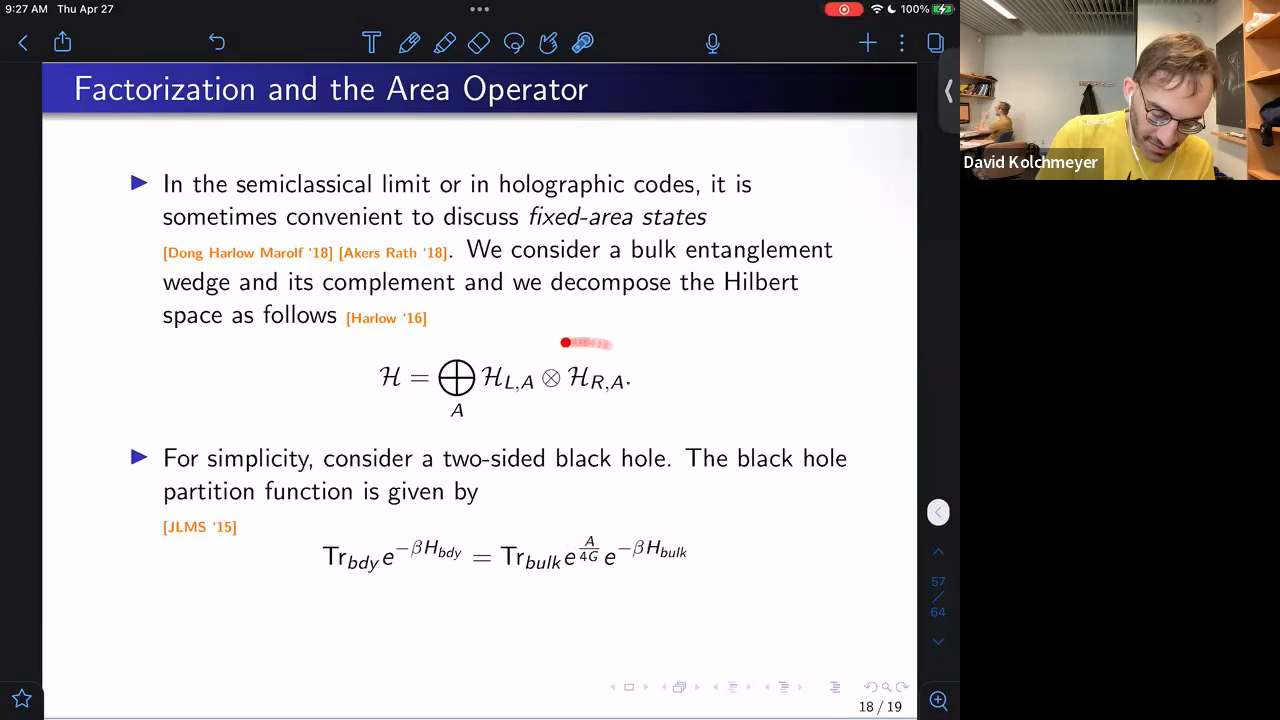 9:27 AM Thu Apr 27
100%
Factorization and the Area Operator
In the semiclassical limit or in holographic codes, it is
sometimes convenient to discuss fixed-area states
[Dong Harlow Marolf ‘18] [Akers Rath ‘18]. We consider a bulk entanglement
wedge and its complement and we decompose the Hilbert
space as follows [Harlow ‘16]
ℋ = ⨁_A ℋ_{L,A} ⊗ ℋ_{R,A}.
For simplicity, consider a two-sided black hole. The black hole
partition function is given by
[JLMS ‘15]
Tr_{bdy} e^{−βH_{bdy}} = Tr_{bulk} e^{\frac{A}{4G}} e^{−βH_{bulk}}
57
/
64
18 / 19
David Kolchmeyer